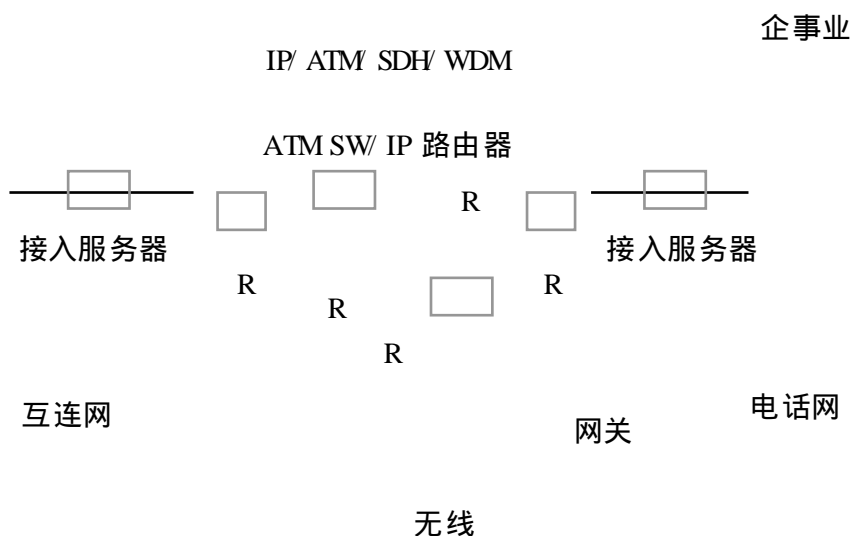 企事业
IP/ ATM/ SDH/ WDM
ATM SW/ IP 路由器
R
接入服务器
接入服务器
R
R
R
R
互连网
电话网
网关
无线